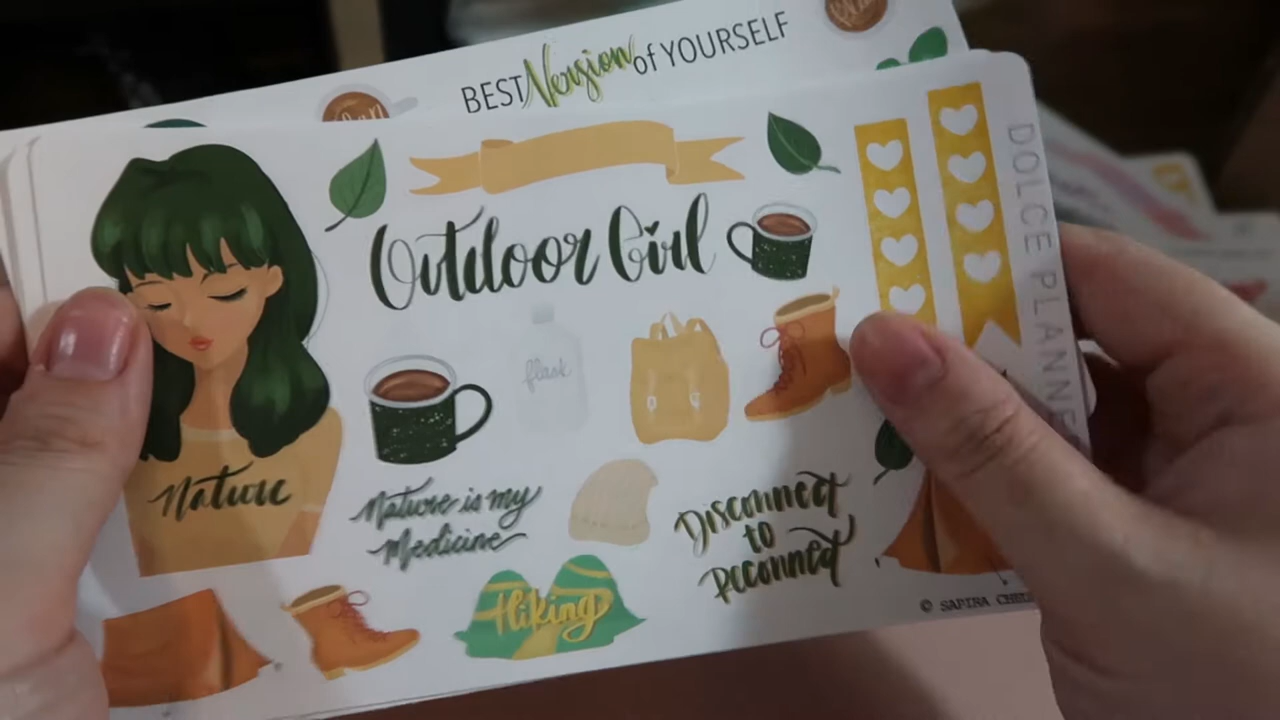 BEST Version of YOURSELF
Outdoor Girl
flask
Nature
Nature is my
Medicine
Disconnect
to
Reconnect
Hiking
DOLCE PLANNE
© SAPIRA